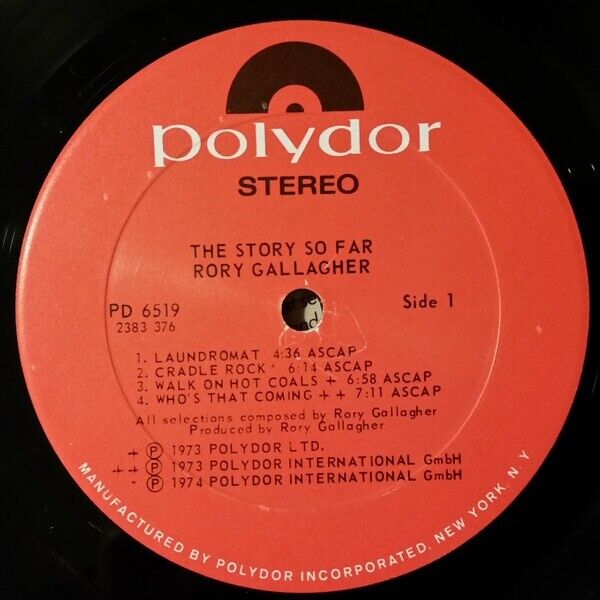 polydor
STEREO
THE STORY SO FAR
RORY GALLAGHER
PD 6519 Side 1
2383 376
1. LAUNDROMAT 4:36 ASCAP
2. CRADLE ROCK 6:14 ASCAP
3. WALK ON HOT COALS + 6:58 ASCAP
4. WHO'S THAT COMING + + 7:11 ASCAP
All selections composed by Rory Gallagher
Produced by Rory Gallagher
+ ℗ 1973 POLYDOR LTD.
++ ℗ 1973 POLYDOR INTERNATIONAL GmbH
℗ 1974 POLYDOR INTERNATIONAL GmbH
MANUFACTURED BY POLYDOR INCORPORATED, NEW YORK, N.Y.